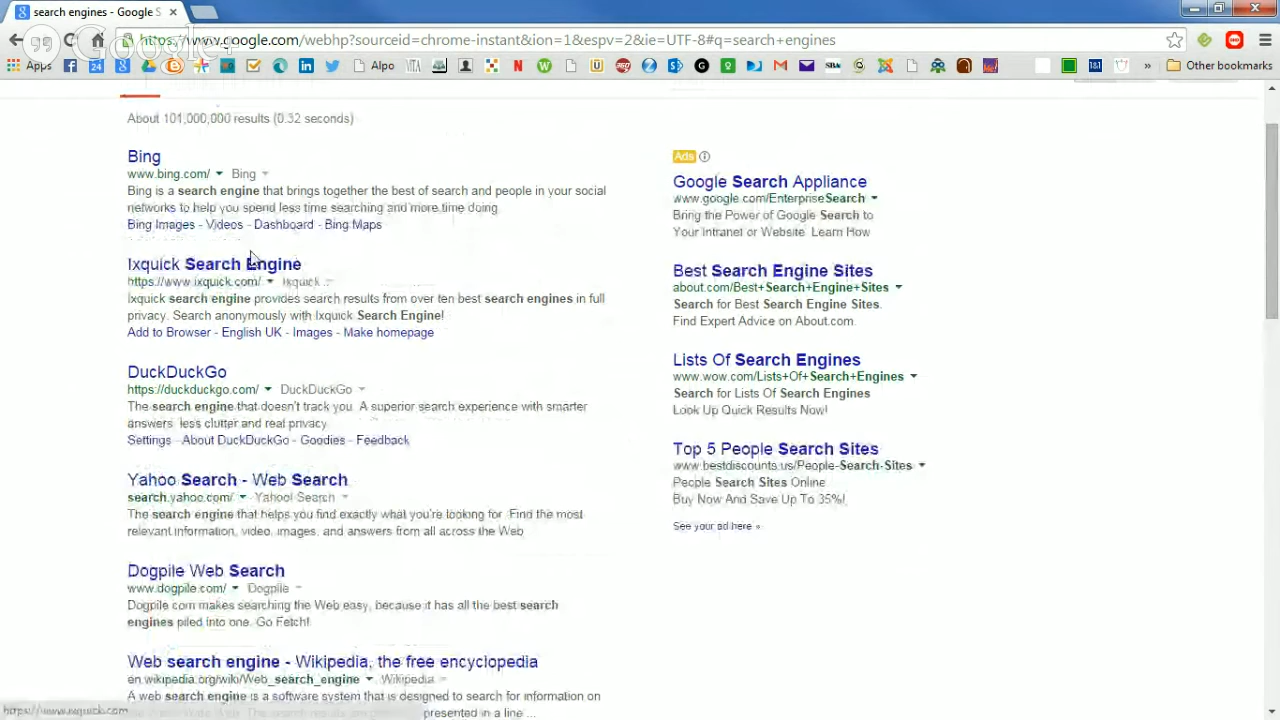 search engines - Google S
Google+
https://www.google.com/webhp?sourceid=chrome-instant&ion=1&espv=2&ie=UTF-8#q=search+engines
Apps
Alpo
Other bookmarks
About 101,000,000 results (0.32 seconds)
Bing
www.bing.com/ Bing
Bing is a search engine that brings together the best of search and people in your social
networks to help you spend less time searching and more time doing
Bing Images - Videos - Dashboard - Bing Maps
Ixquick Search Engine
https://www.ixquick.com/ Ixquick
Ixquick search engine provides search results from over ten best search engines in full
privacy. Search anonymously with Ixquick Search Engine!
Add to Browser - English UK - Images - Make homepage
DuckDuckGo
https://duckduckgo.com/ DuckDuckGo
The search engine that doesn't track you. A superior search experience with smarter
answers less clutter and real privacy
Settings - About DuckDuckGo - Goodies - Feedback
Yahoo Search - Web Search
search.yahoo.com/ Yahoo! Search
The search engine that helps you find exactly what you're looking for. Find the most
relevant information, video, images, and answers from all across the Web
Dogpile Web Search
www.dogpile.com/ Dogpile
Dogpile.com makes searching the Web easy, because it has all the best search
engines piled into one. Go Fetch!
Web search engine - Wikipedia, the free encyclopedia
en.wikipedia.org/wiki/Web_search_engine Wikipedia
A web search engine is a software system that is designed to search for information on
presented in a line ...
https://www.ixquick.com
Ads
Google Search Appliance
www.google.com/EnterpriseSearch
Bring the Power of Google Search to
Your Intranet or Website. Learn How
Best Search Engine Sites
about.com/Best+Search+Engine+Sites
Search for Best Search Engine Sites.
Find Expert Advice on About.com.
Lists Of Search Engines
www.wow.com/Lists+Of+Search+Engines
Search for Lists Of Search Engines
Look Up Quick Results Now!
Top 5 People Search Sites
www.bestdiscounts.us/People-Search-Sites
People Search Sites Online
Buy Now And Save Up To 35%!
See your ad here »